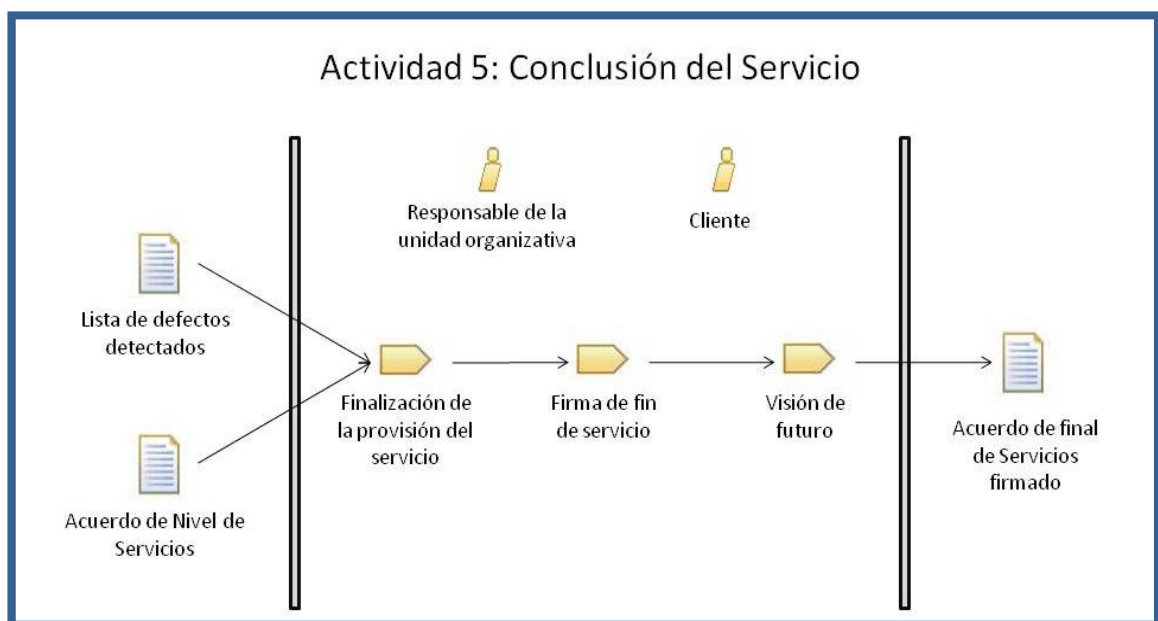 Actividad 5: Conclusión del Servicio
Responsable de la
unidad organizativa
Cliente
Lista de defectos
detectados
Acuerdo de Nivel de
Servicios
Finalización de
la provisión del
servicio
Firma de fin
de servicio
Visión de
futuro
Acuerdo de final
de Servicios
firmado